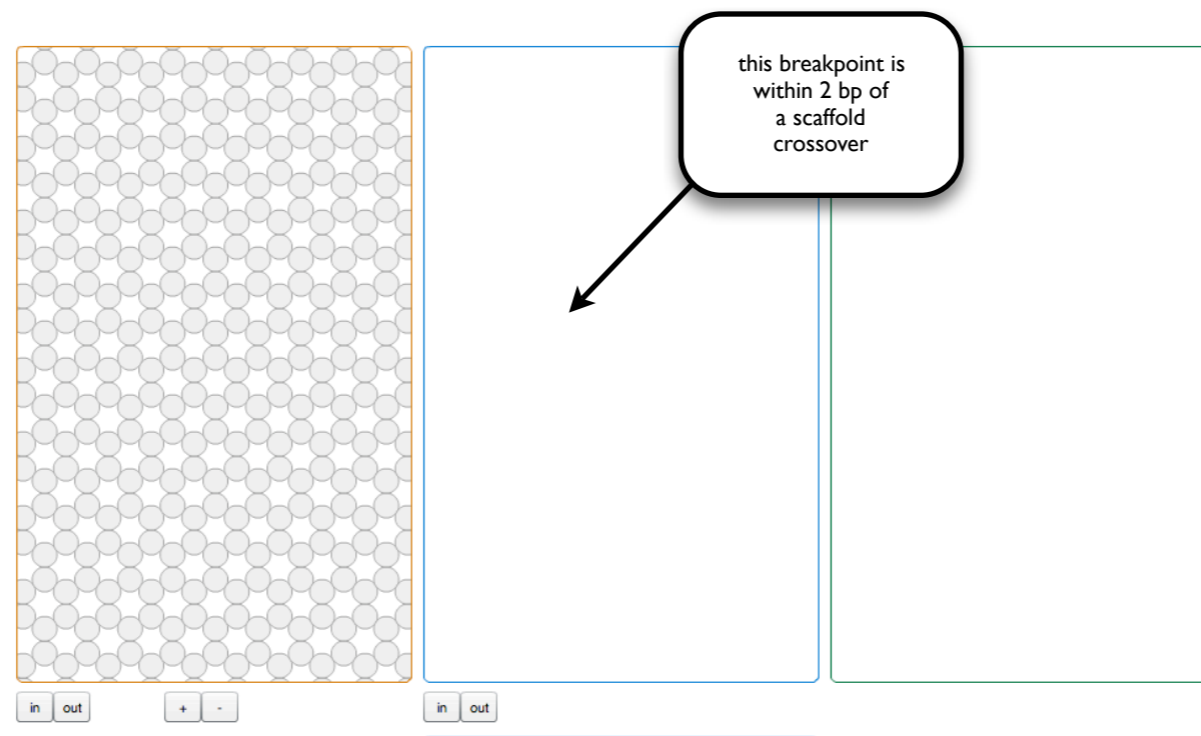 this breakpoint is
within 2 bp of
a scaffold
crossover
in out + - in out